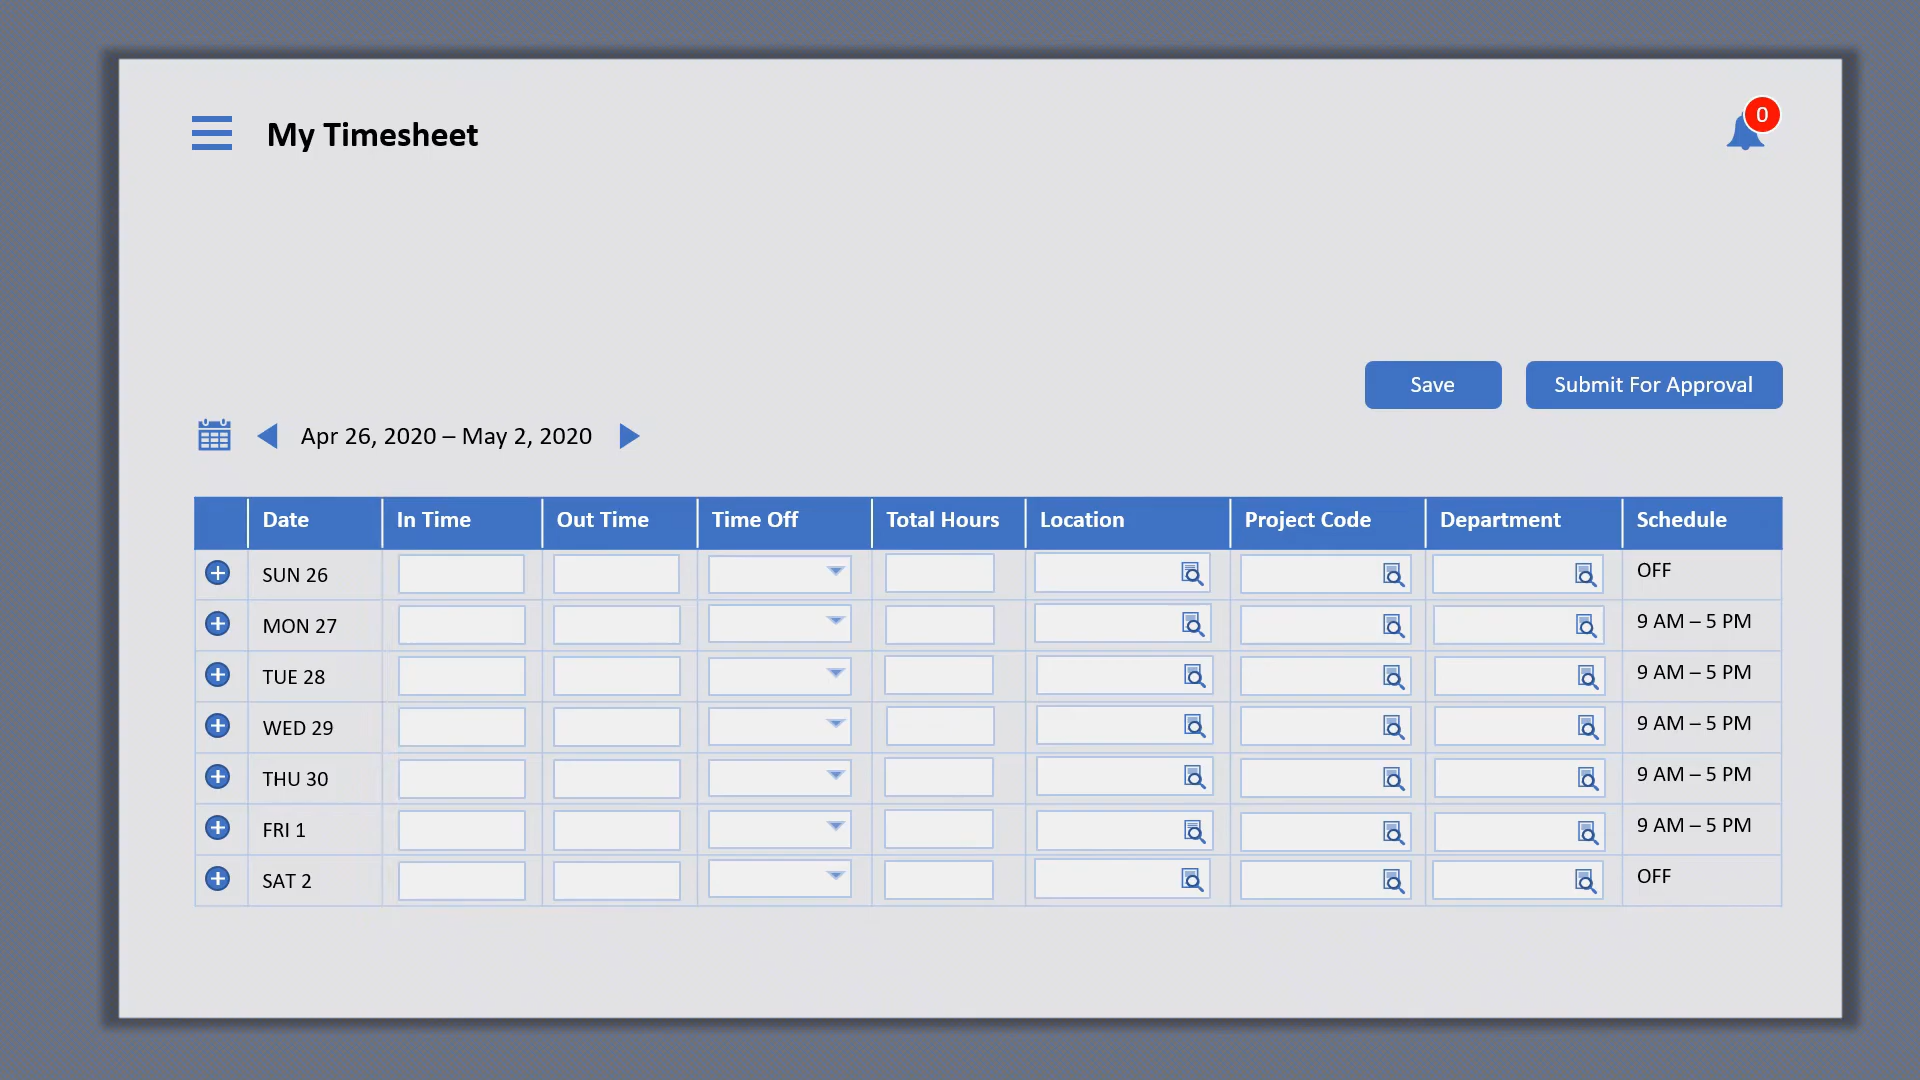 My Timesheet
0
Save
Submit For Approval
Apr 26, 2020 – May 2, 2020
Date In Time Out Time Time Off Total Hours Location Project Code Department Schedule
SUN 26 OFF
MON 27 9 AM – 5 PM
TUE 28 9 AM – 5 PM
WED 29 9 AM – 5 PM
THU 30 9 AM – 5 PM
FRI 1 9 AM – 5 PM
SAT 2 OFF